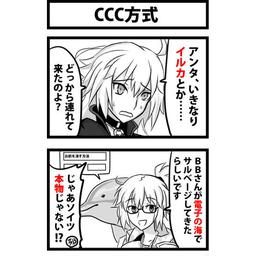 CCC方式
アンタ、いきなり
イルカとか……
どっから連れて
来たのよ？
BBさんが電子の海で
サルベージしてきた
らしいです
じゃあソイツ
本物じゃない!?